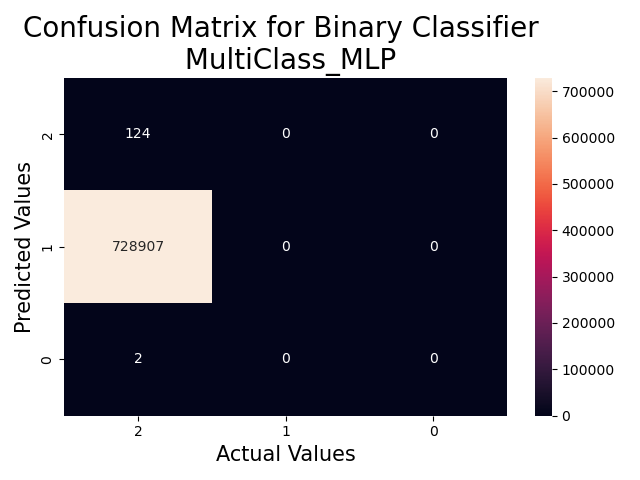 Confusion Matrix for Binary Classifier
MultiClass_MLP
Predicted Values
2
1
0
124 0 0
728907 0 0
2 0 0
2 1 0
Actual Values
700000
600000
500000
400000
300000
200000
100000
0